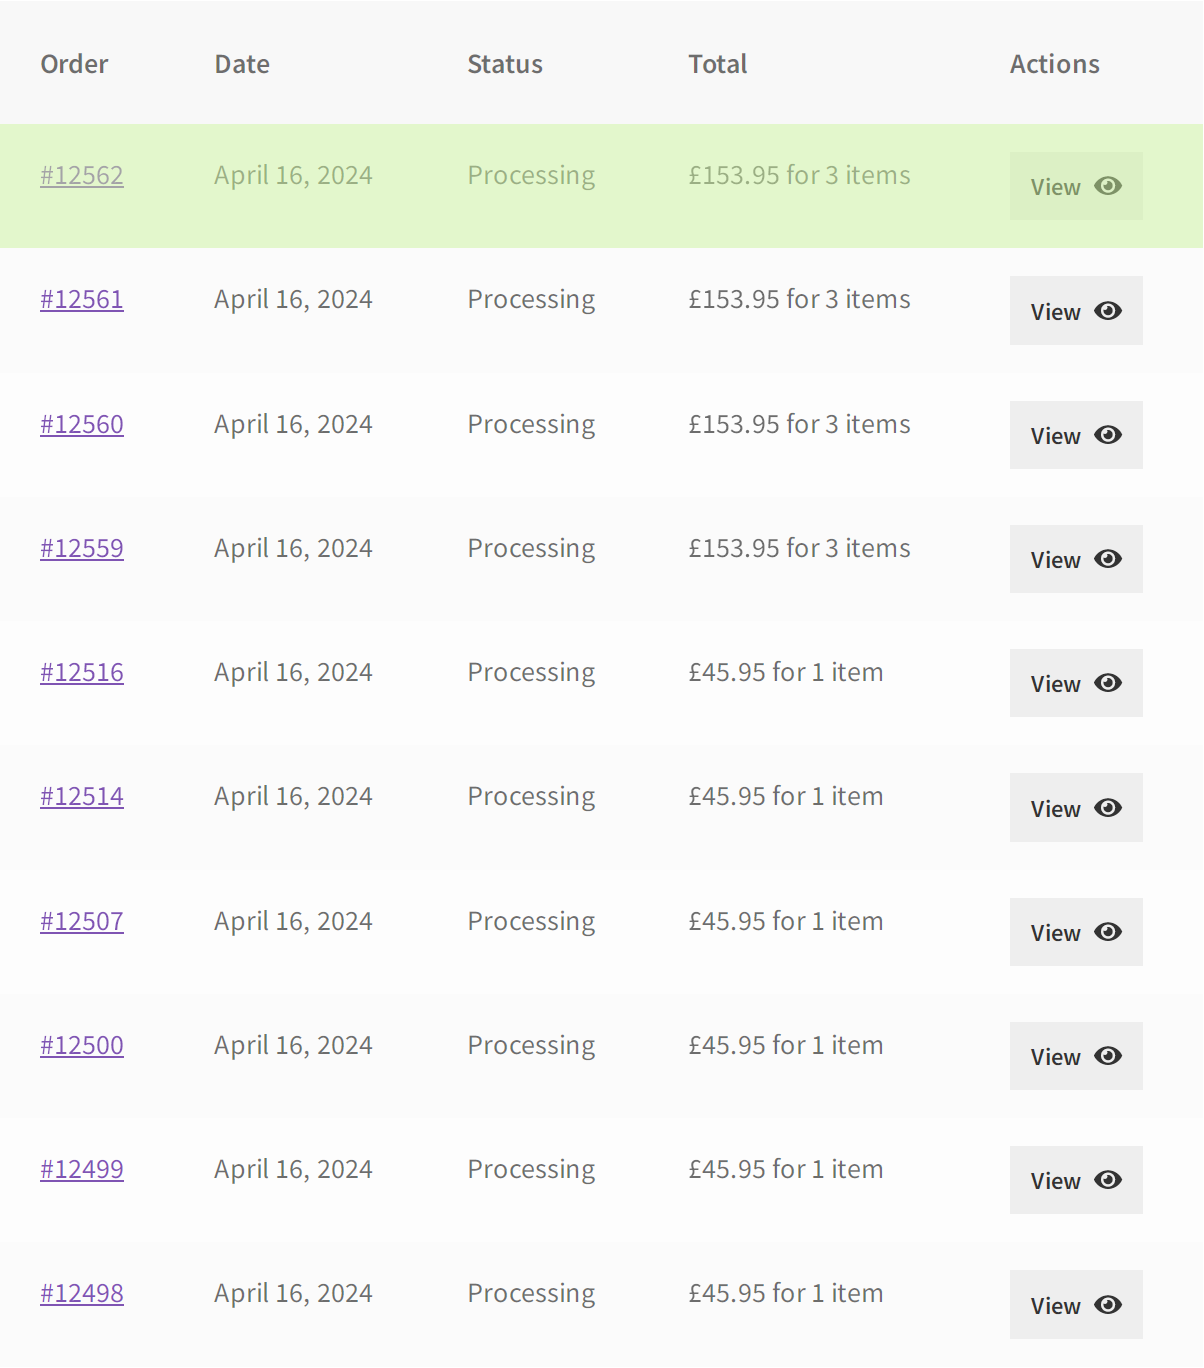 Order Date Status Total Actions
#12562 April 16, 2024 Processing £153.95 for 3 items View
#12561 April 16, 2024 Processing £153.95 for 3 items View
#12560 April 16, 2024 Processing £153.95 for 3 items View
#12559 April 16, 2024 Processing £153.95 for 3 items View
#12516 April 16, 2024 Processing £45.95 for 1 item View
#12514 April 16, 2024 Processing £45.95 for 1 item View
#12507 April 16, 2024 Processing £45.95 for 1 item View
#12500 April 16, 2024 Processing £45.95 for 1 item View
#12499 April 16, 2024 Processing £45.95 for 1 item View
#12498 April 16, 2024 Processing £45.95 for 1 item View